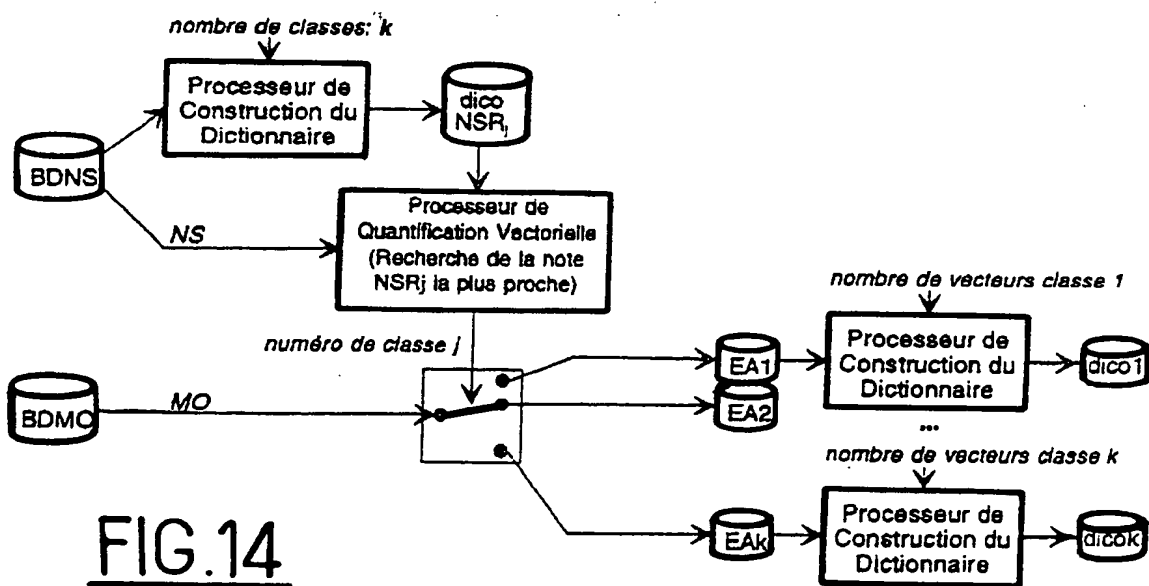 nombre de classes: k
Processeur de
Construction du
Dictionnaire
dico
NSRj
BDNS
NS
Processeur de
Quantification Vectorielle
(Recherche de la note
NSRj la plus proche)
numéro de classe j
BDMO
MO
EA1
EA2
EAk
nombre de vecteurs classe 1
Processeur de
Construction du
Dictionnaire
dico1
...
nombre de vecteurs classe k
Processeur de
Construction du
Dictionnaire
dicok
FIG.14